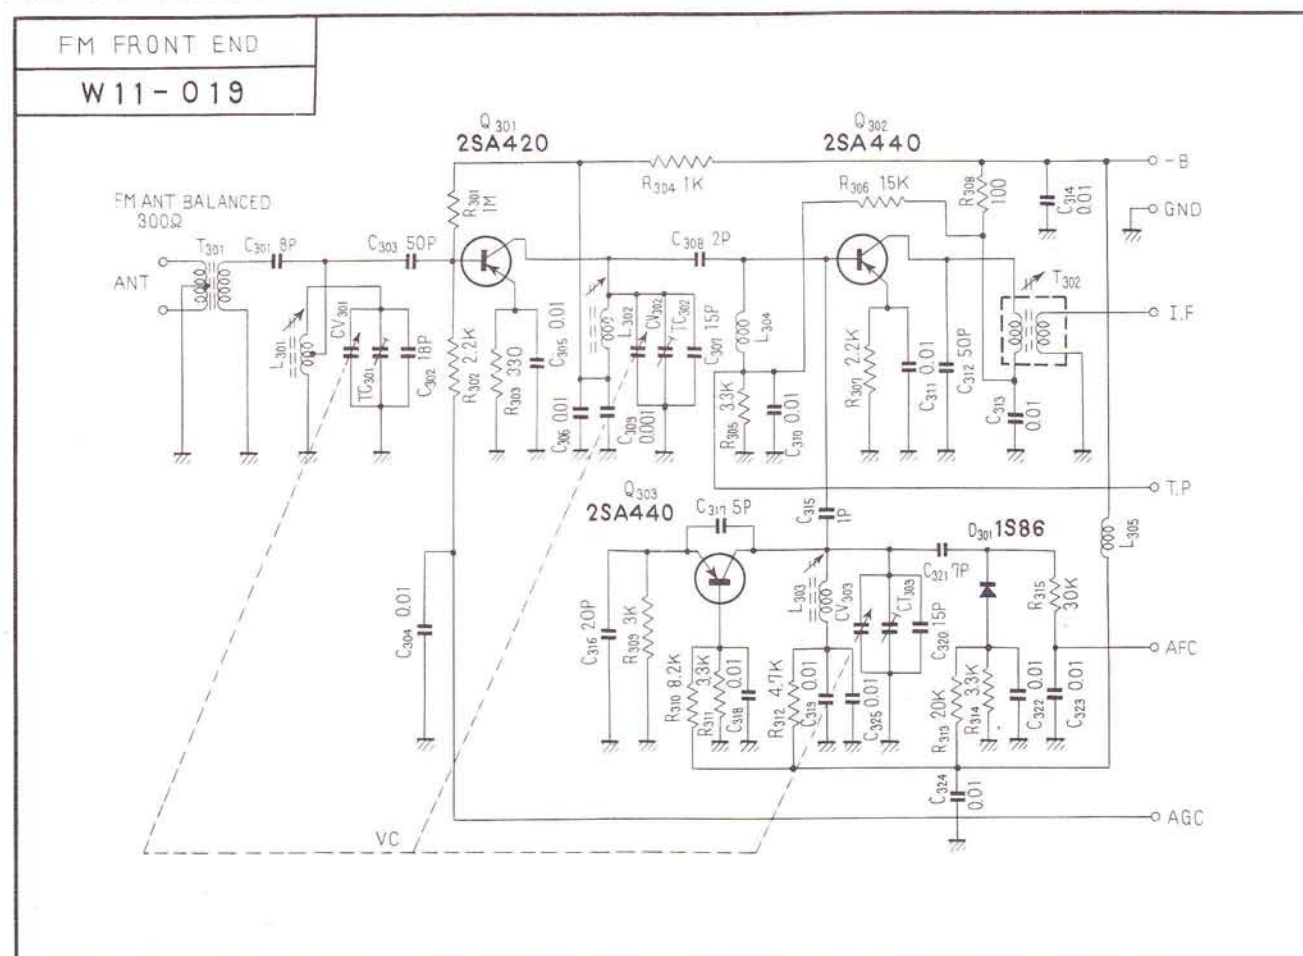 FM FRONT END
W11-019
Q301
2SA420
Q302
2SA440
-B
R304 1K
R306 15K
R308
100
C314
0.01
GND
R301
1M
FM ANT BALANCED
300Ω
T301
C301 8P
C303 50P
C308 2P
T302
ANT
I.F
L301
CV301
TC301
C302
18P
R302 2.2K
R303 330
C305 0.01
L302
CV302
TC302
C307 15P
L304
R307 2.2K
C311 0.01
C312 50P
C313
0.01
C306 0.01
C309
0.001
R305
3.3K
C310 0.01
T.P
Q303
2SA440
C317 5P
C315
1P
D301 1S86
L305
C321 7P
L303
CV303
CT303
C320 15P
R315
30K
C304 0.01
C316 20P
R309 3K
AFC
R310 8.2K
R311 3.3K
C318 0.01
R312 4.7K
C319 0.01
C325 0.01
R313 20K
R314 3.3K
C322 0.01
C323 0.01
C324
0.01
AGC
VC